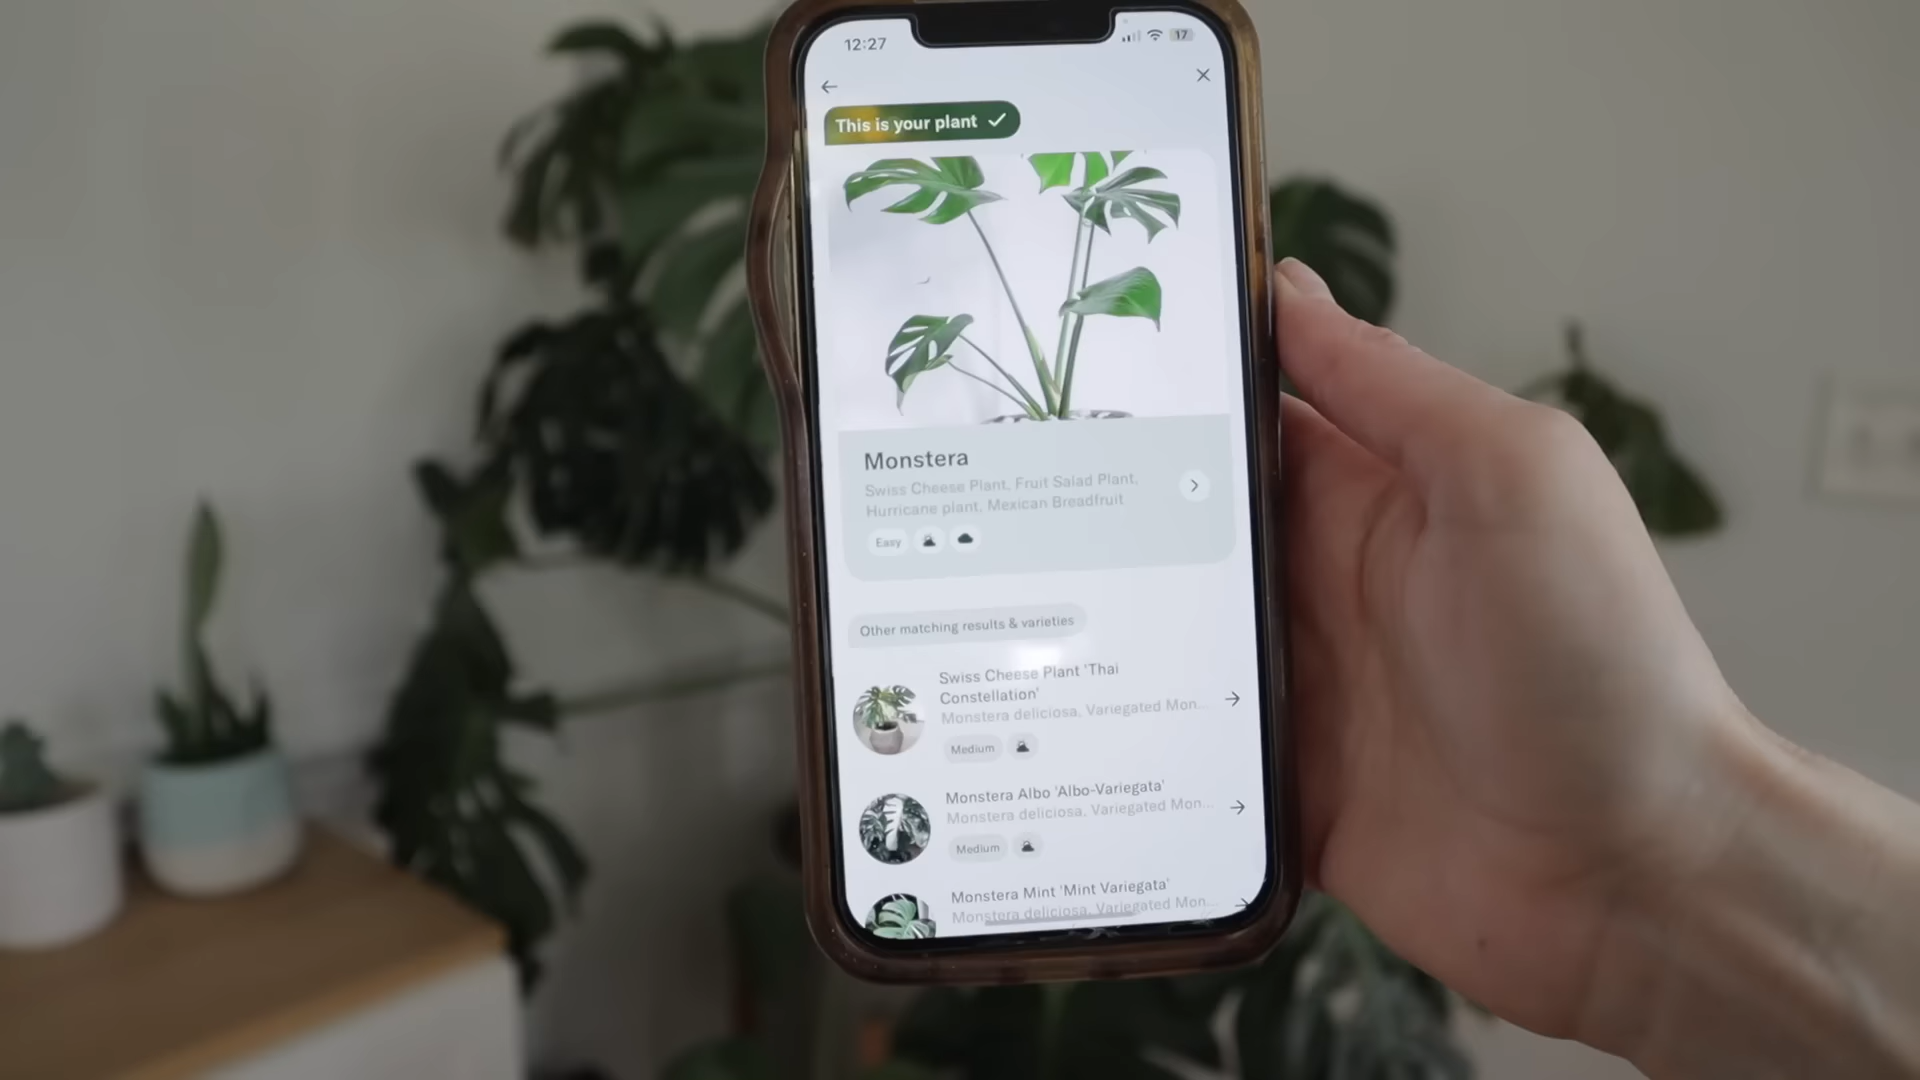 12:27
17
This is your plant
Monstera
Swiss Cheese Plant, Fruit Salad Plant,
Hurricane plant, Mexican Breadfruit
Easy
Other matching results & varieties
Swiss Cheese Plant 'Thai
Constellation'
Monstera deliciosa, Variegated Mon...
Medium
Monstera Albo 'Albo-Variegata'
Monstera deliciosa, Variegated Mon...
Medium
Monstera Mint 'Mint Variegata'
Monstera deliciosa, Variegated Mon...